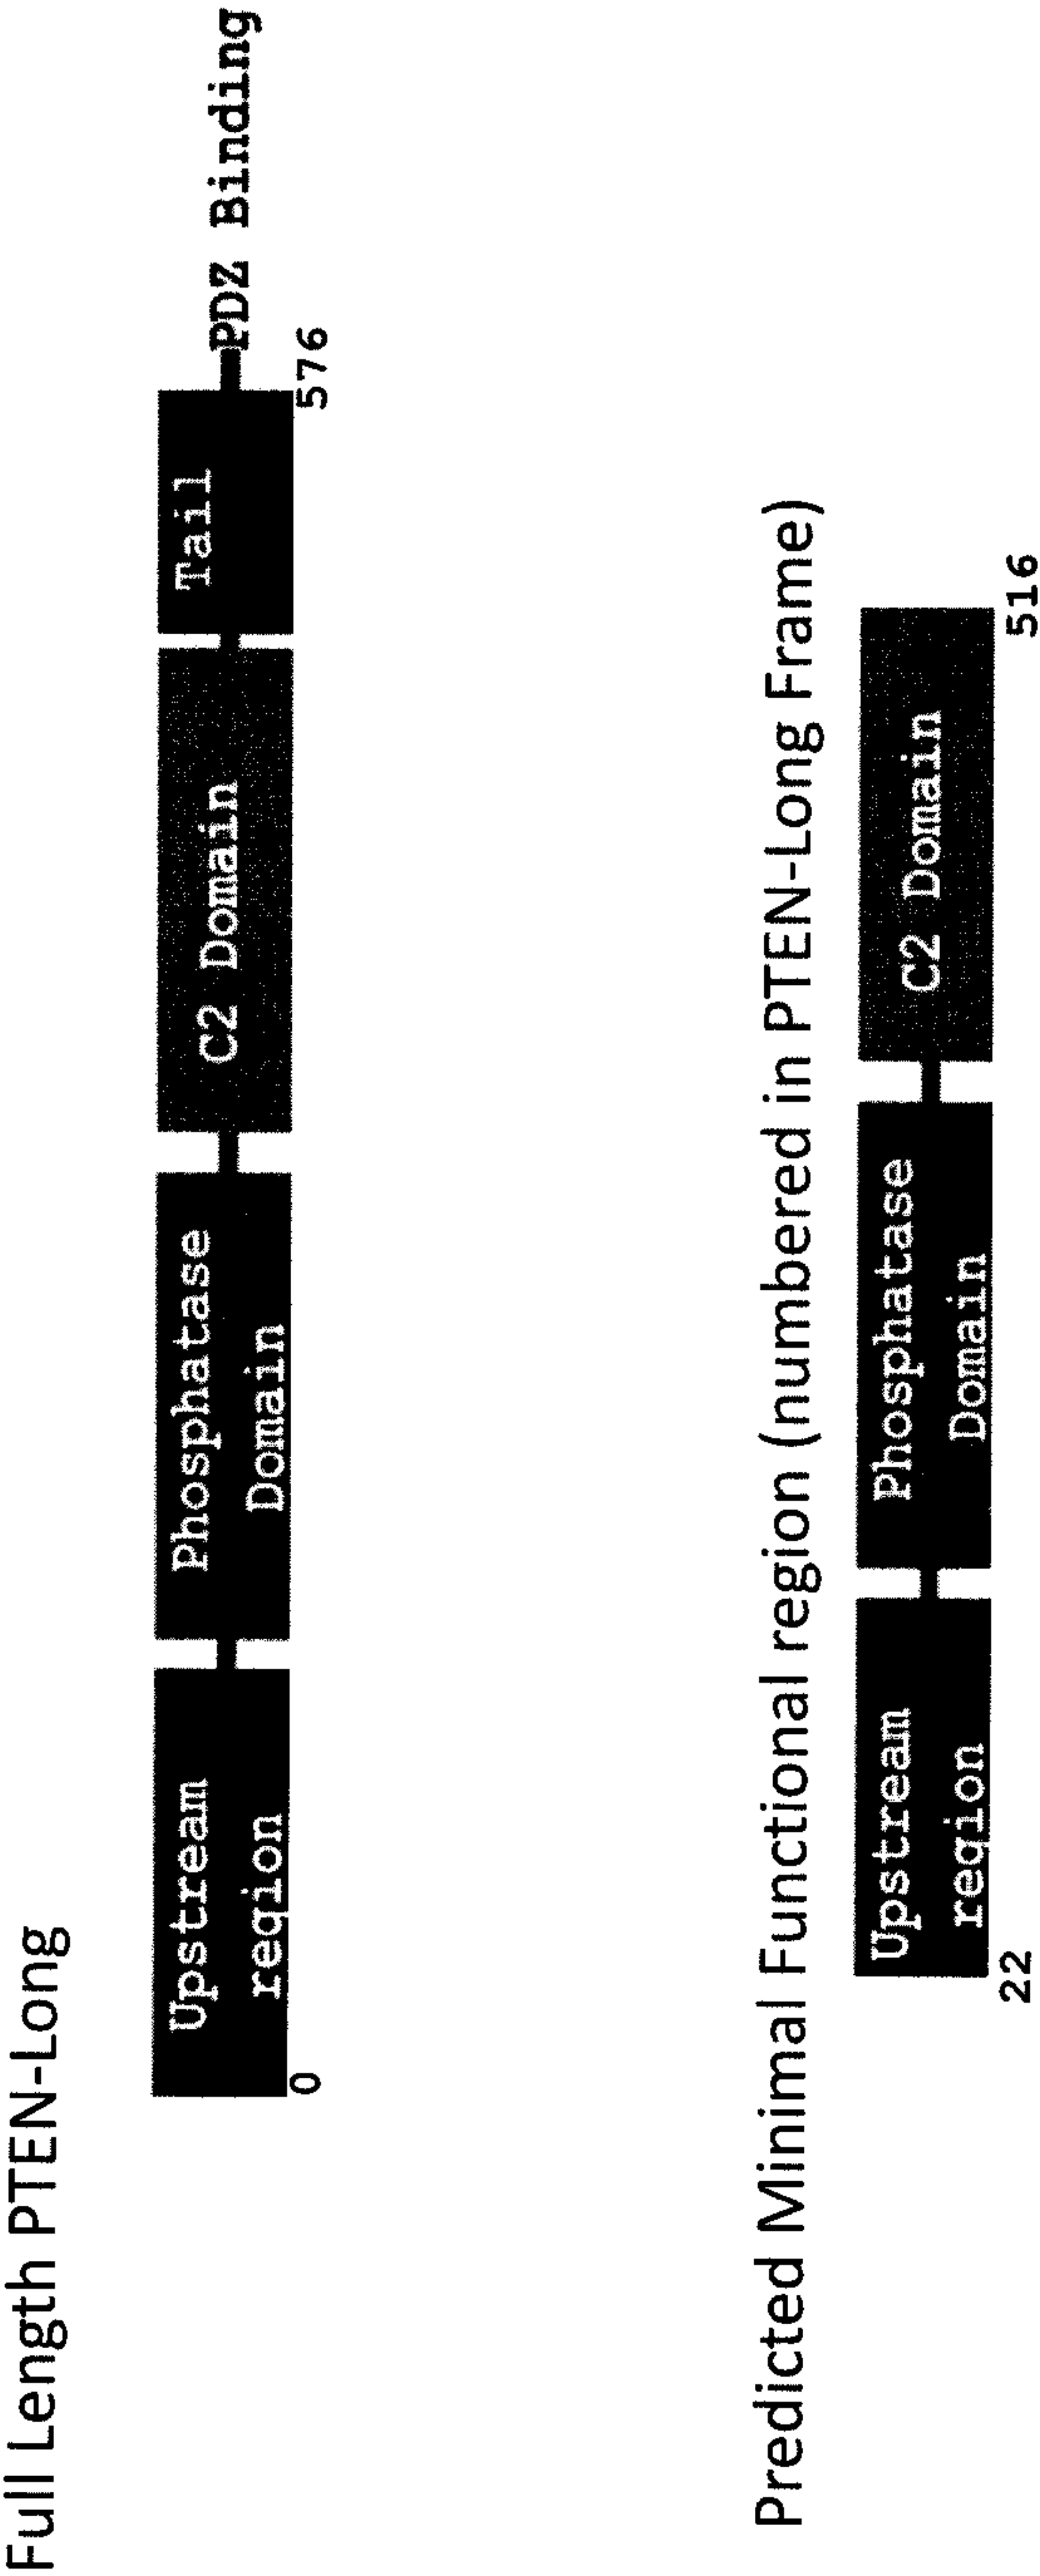 Full Length PTEN-Long
Upstream
region
Phosphatase
Domain
C2 Domain
Tail
PDZ Binding
0
576
Predicted Minimal Functional region (numbered in PTEN-Long Frame)
Upstream
region
Phosphatase
Domain
C2 Domain
22
516